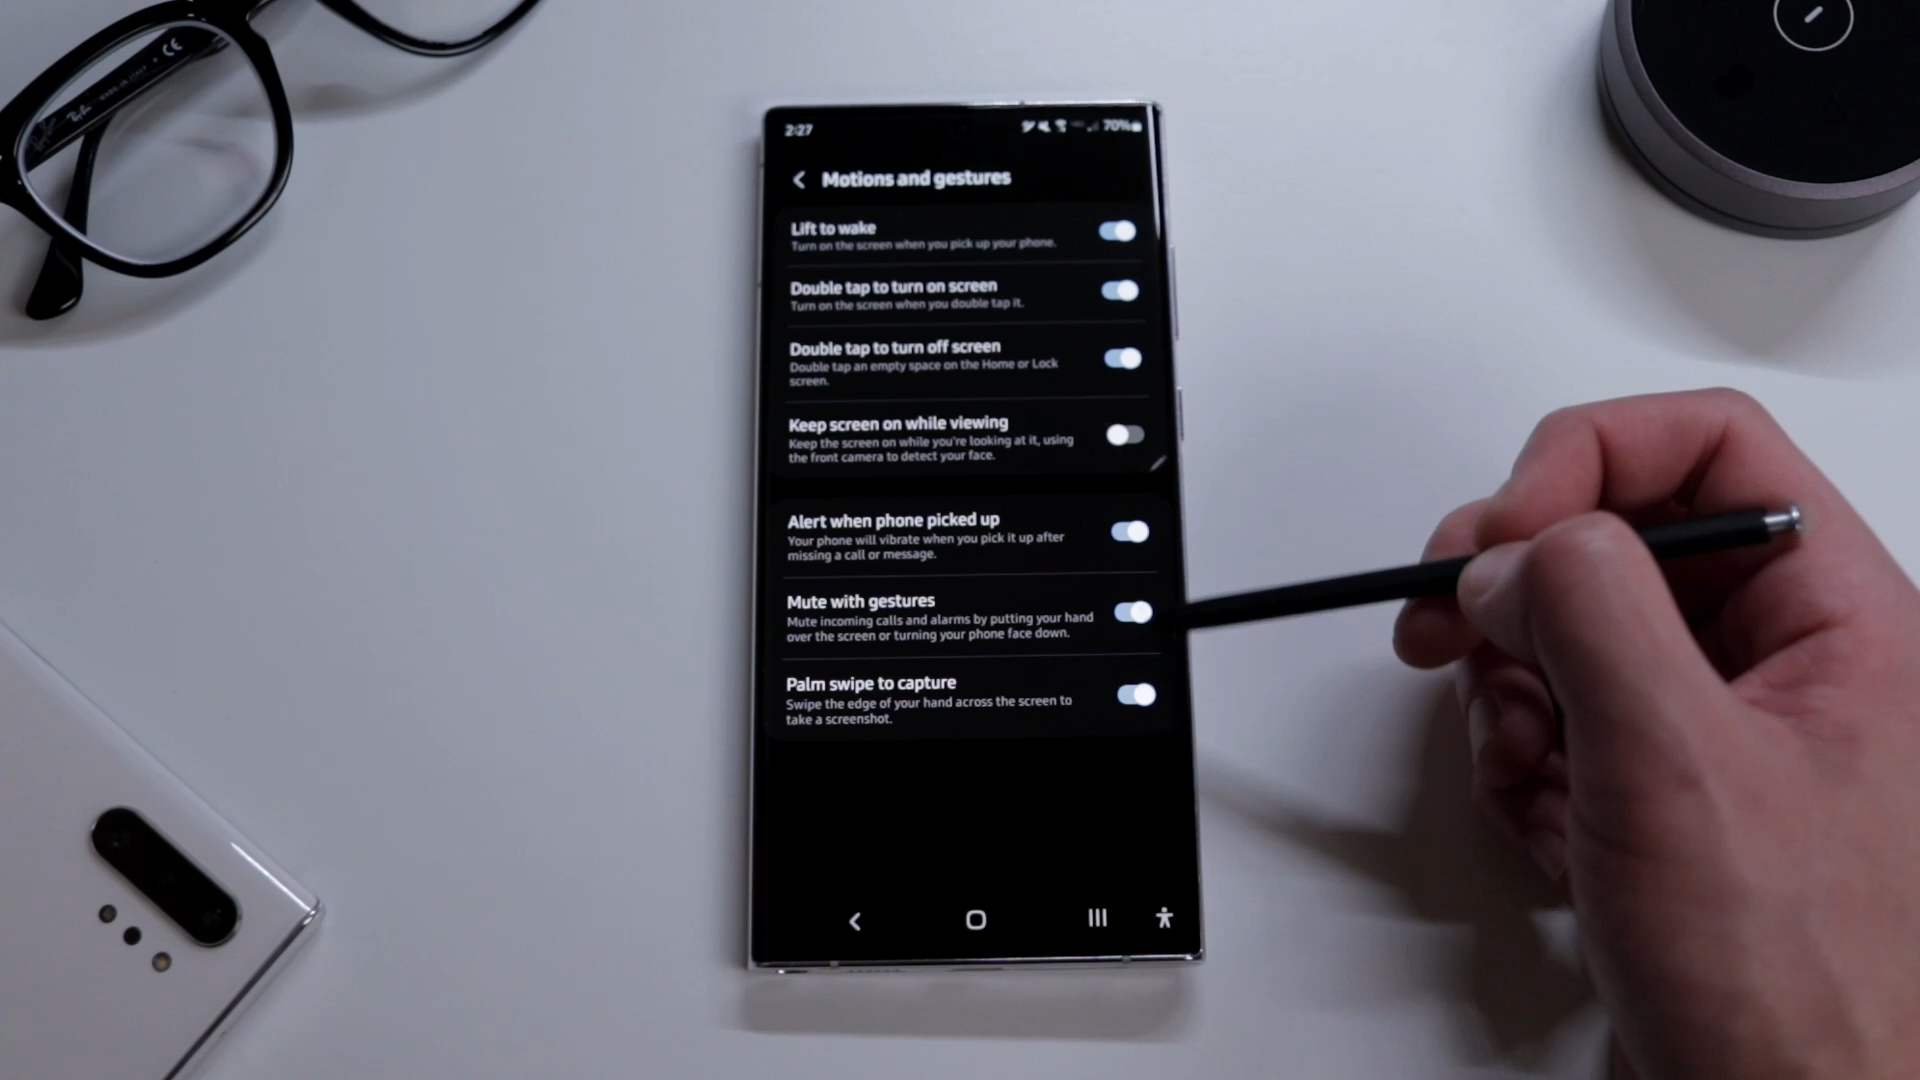 Ray-Ban
CE
2:27
70%
Motions and gestures
Lift to wake
Turn on the screen when you pick up your phone.
Double tap to turn on screen
Turn on the screen when you double tap it.
Double tap to turn off screen
Double tap an empty space on the Home or Lock
screen.
Keep screen on while viewing
Keep the screen on while you're looking at it, using
the front camera to detect your face.
Alert when phone picked up
Your phone will vibrate when you pick it up after
missing a call or message.
Mute with gestures
Mute incoming calls and alarms by putting your hand
over the screen or turning your phone face down.
Palm swipe to capture
Swipe the edge of your hand across the screen to
take a screenshot.